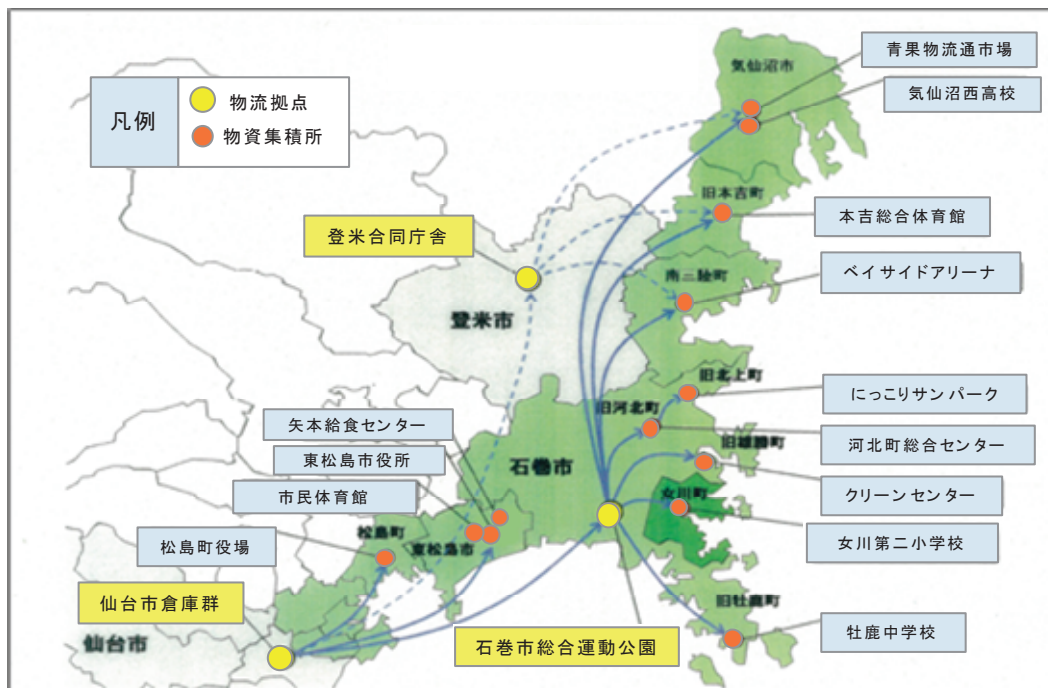 凡例
物流拠点
物資集積所
気仙沼市
青果物流通市場
気仙沼西高校
旧本吉町
本吉総合体育館
登米合同庁舎
南三陸町
ベイサイドアリーナ
登米市
旧北上町
にっこりサンパーク
旧河北町
河北町総合センター
矢本給食センター
東松島市役所
石巻市
旧雄勝町
クリーンセンター
市民体育館
女川町
女川第二小学校
松島町
東松島市
松島町役場
仙台市倉庫群
旧牡鹿町
仙台市
石巻市総合運動公園
牡鹿中学校